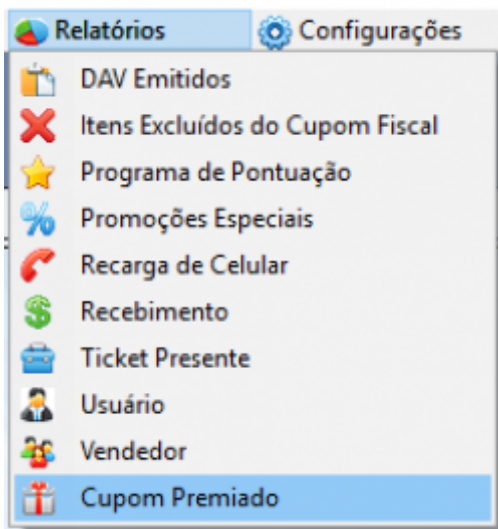 Relatórios Configurações
DAV Emitidos
Itens Excluídos do Cupom Fiscal
Programa de Pontuação
Promoções Especiais
Recarga de Celular
Recebimento
Ticket Presente
Usuário
Vendedor
Cupom Premiado